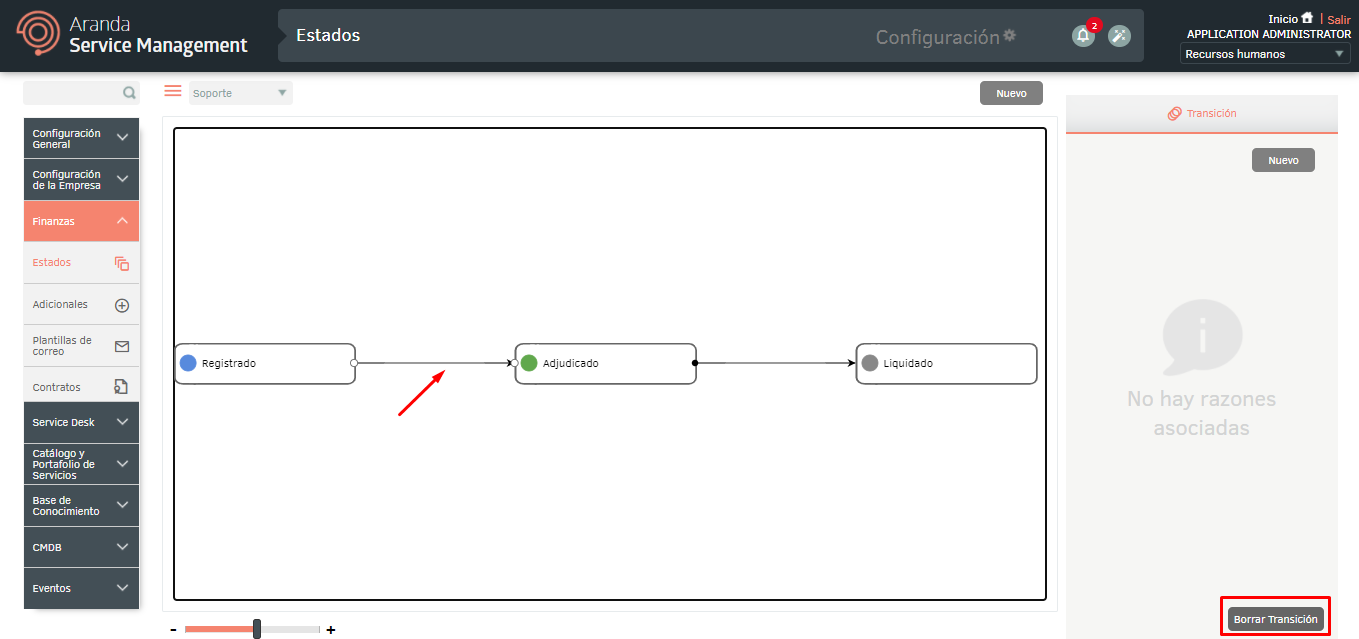 Aranda
Service Management
Estados
Configuración
2
Inicio | Salir
APPLICATION ADMINISTRATOR
Recursos humanos
Soporte
Nuevo
Configuración
General
Configuración
de la Empresa
Finanzas
Estados
Adicionales
Plantillas de
correo
Contratos
Service Desk
Catálogo y
Portafolio de
Servicios
Base de
Conocimiento
CMDB
Eventos
Registrado
Adjudicado
Liquidado
- +
Transición
Nuevo
No hay razones
asociadas
Borrar Transición